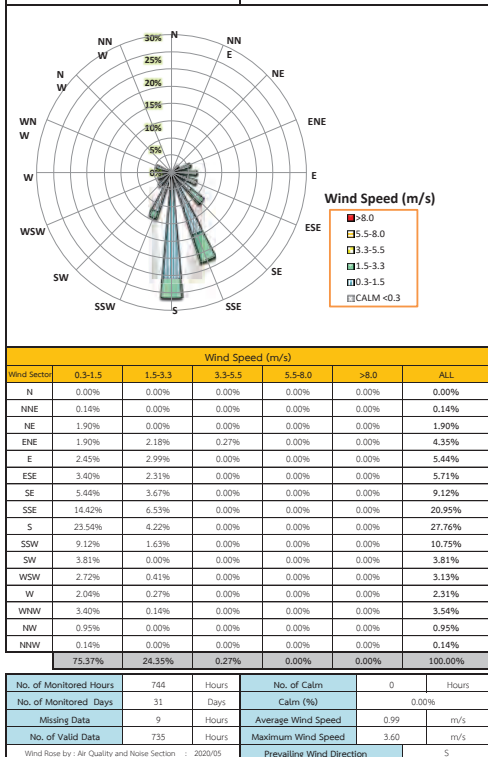 30% N
NN
W
NN
E
25%
N
W
NE
20%
15%
WN
W
ENE
10%
5%
0%
W
E
Wind Speed (m/s)
>8.0
5.5-8.0
3.3-5.5
1.5-3.3
0.3-1.5
CALM <0.3
WSW
ESE
SW
SE
SSW
S
SSE
Wind Speed (m/s)
Wind Sector 0.3-1.5 1.5-3.3 3.3-5.5 5.5-8.0 >8.0 ALL
N 0.00% 0.00% 0.00% 0.00% 0.00% 0.00%
NNE 0.14% 0.00% 0.00% 0.00% 0.00% 0.14%
NE 1.90% 0.00% 0.00% 0.00% 0.00% 1.90%
ENE 1.90% 2.18% 0.27% 0.00% 0.00% 4.35%
E 2.45% 2.99% 0.00% 0.00% 0.00% 5.44%
ESE 3.40% 2.31% 0.00% 0.00% 0.00% 5.71%
SE 5.44% 3.67% 0.00% 0.00% 0.00% 9.12%
SSE 14.42% 6.53% 0.00% 0.00% 0.00% 20.95%
S 23.54% 4.22% 0.00% 0.00% 0.00% 27.76%
SSW 9.12% 1.63% 0.00% 0.00% 0.00% 10.75%
SW 3.81% 0.00% 0.00% 0.00% 0.00% 3.81%
WSW 2.72% 0.41% 0.00% 0.00% 0.00% 3.13%
W 2.04% 0.27% 0.00% 0.00% 0.00% 2.31%
WNW 3.40% 0.14% 0.00% 0.00% 0.00% 3.54%
NW 0.95% 0.00% 0.00% 0.00% 0.00% 0.95%
NNW 0.14% 0.00% 0.00% 0.00% 0.00% 0.14%
75.37% 24.35% 0.27% 0.00% 0.00% 100.00%
No. of Monitored Hours 744 Hours No. of Calm 0 Hours
No. of Monitored Days 31 Days Calm (%) 0.00%
Missing Data 9 Hours Average Wind Speed 0.99 m/s
No. of Valid Data 735 Hours Maximum Wind Speed 3.60 m/s
Wind Rose by : Air Quality and Noise Section : 2020/05 Prevailing Wind Direction S